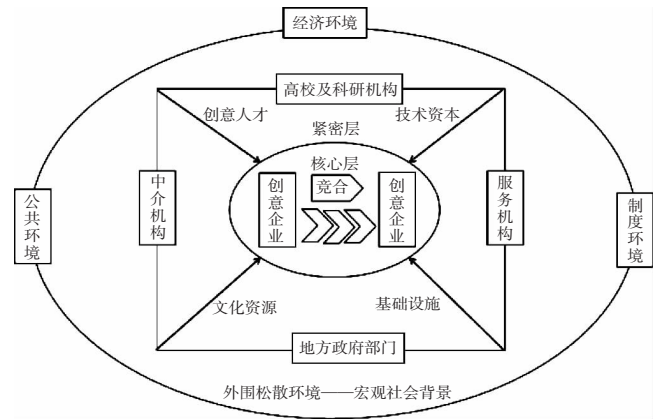 经济环境
高校及科研机构
创意人才
技术资本
紧密层
核心层
公共环境
中介机构
创意企业
竞合
创意企业
服务机构
制度环境
文化资源
基础设施
地方政府部门
外围松散环境——宏观社会背景